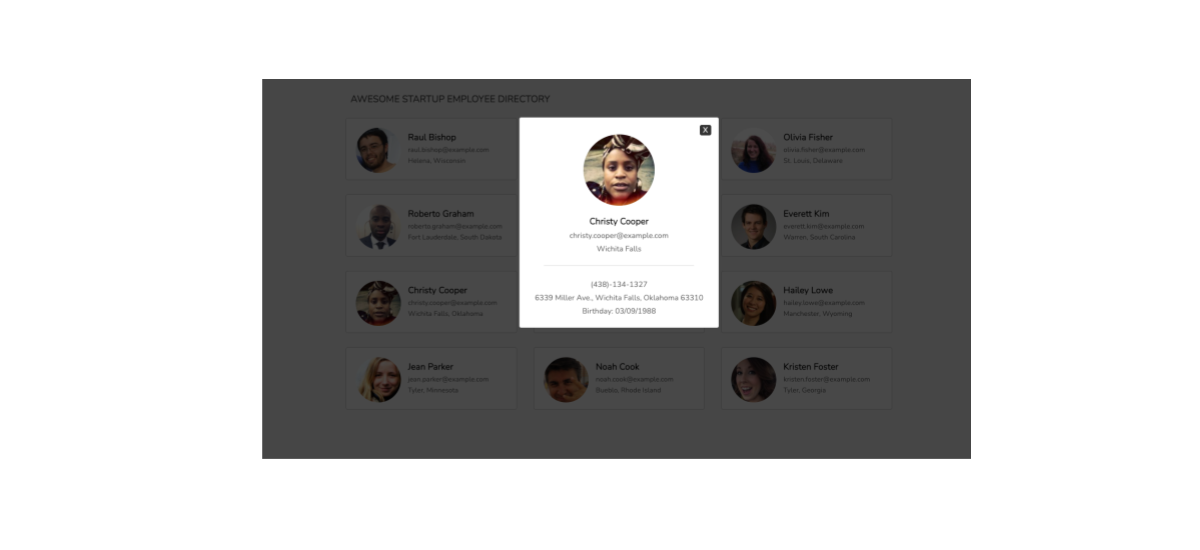 AWESOME STARTUP EMPLOYEE DIRECTORY
Raul Bishop
raul.bishop@example.com
Helena, Wisconsin
X
Christy Cooper
christy.cooper@example.com
Wichita Falls
(438)-134-1327
6339 Miller Ave., Wichita Falls, Oklahoma 63310
Birthday: 03/09/1988
Olivia Fisher
olivia.fisher@example.com
St. Louis, Delaware
Roberto Graham
roberto.graham@example.com
Fort Lauderdale, South Dakota
Everett Kim
everett.kim@example.com
Warren, South Carolina
Christy Cooper
christy.cooper@example.com
Wichita Falls, Oklahoma
Hailey Lowe
hailey.lowe@example.com
Manchester, Wyoming
Jean Parker
jean.parker@example.com
Tyler, Minnesota
Noah Cook
noah.cook@example.com
Rhode Island
Kristen Foster
kristen.foster@example.com
Tyler, Georgia